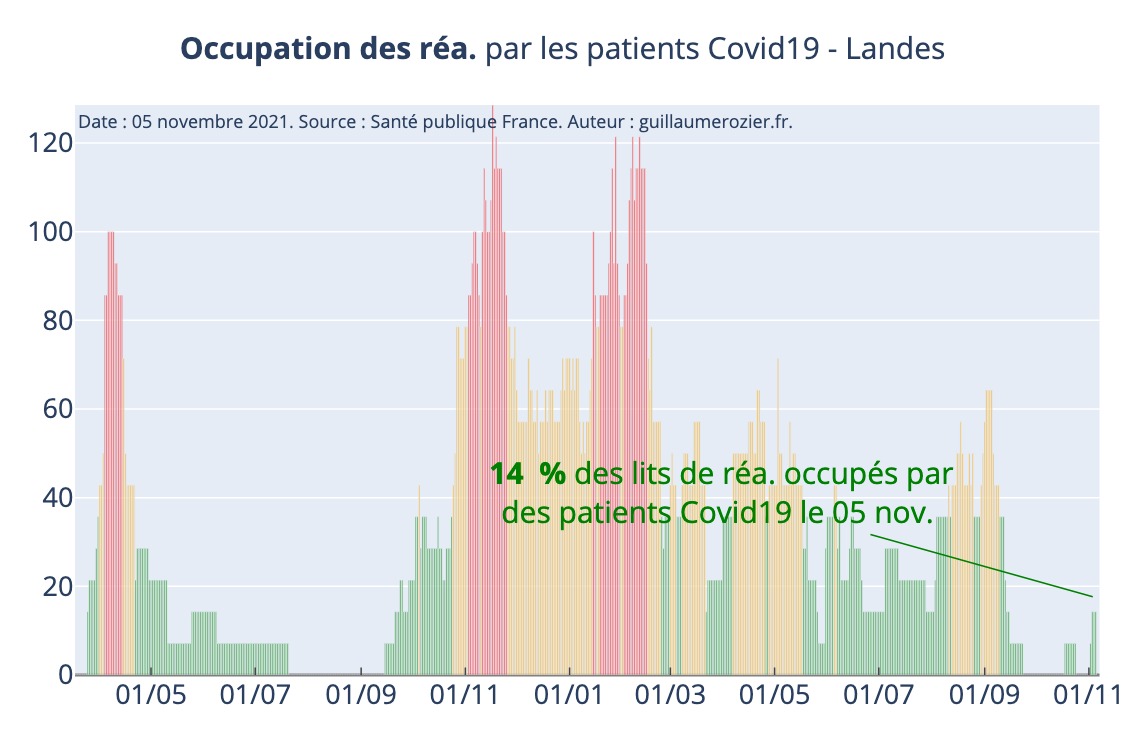 Occupation des réa. par les patients Covid19 - Landes
Date : 05 novembre 2021. Source : Santé publique France. Auteur : guillaumerozier.fr.
120
100
80
60
40
20
0
14 % des lits de réa. occupés par
des patients Covid19 le 05 nov.
01/05 01/07 01/09 01/11 01/01 01/03 01/05 01/07 01/09 01/11